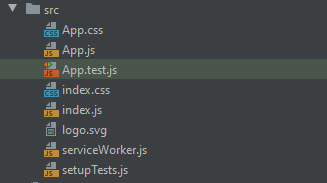 src
App.css
App.js
App.test.js
index.css
index.js
logo.svg
serviceWorker.js
setupTests.js